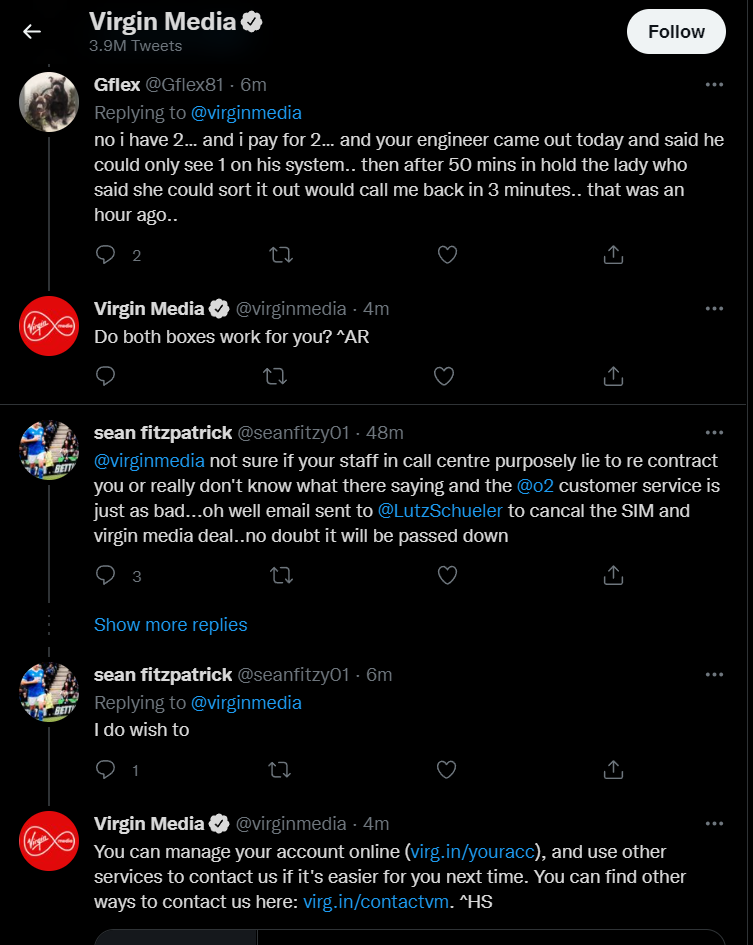 Virgin Media
3.9M Tweets
Follow
Gflex @Gflex81 · 6m
Replying to @virginmedia
no i have 2... and i pay for 2... and your engineer came out today and said he
could only see 1 on his system.. then after 50 mins in hold the lady who
said she could sort it out would call me back in 3 minutes.. that was an
hour ago..
2
Virgin Media @virginmedia · 4m
Do both boxes work for you? ^AR
sean fitzpatrick @seanfitzy01 · 48m
@virginmedia not sure if your staff in call centre purposely lie to re contract
you or really don't know what there saying and the @o2 customer service is
just as bad...oh well email sent to @LutzSchueler to cancal the SIM and
virgin media deal..no doubt it will be passed down
3
Show more replies
sean fitzpatrick @seanfitzy01 · 6m
Replying to @virginmedia
I do wish to
1
Virgin Media @virginmedia · 4m
You can manage your account online (virg.in/youracc), and use other
services to contact us if it's easier for you next time. You can find other
ways to contact us here: virg.in/contactvm. ^HS